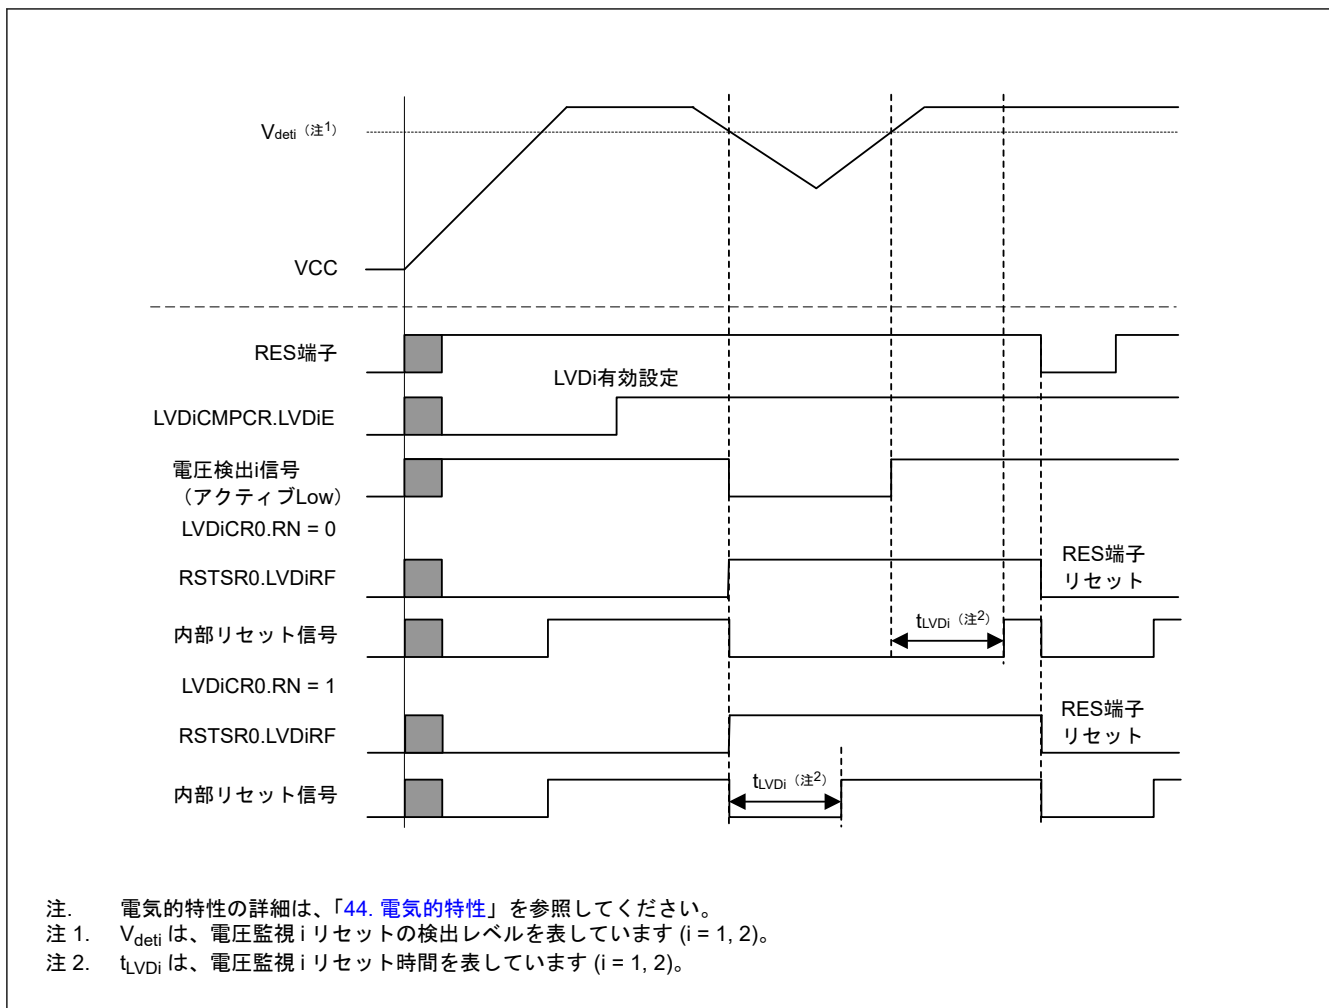 Vdeti（注1）
VCC
RES端子
LVDi有効設定
LVDiCMPCR.LVDiE
電圧検出i信号
（アクティブLow）
LVDiCR0.RN = 0
RSTSR0.LVDiRF
RES端子
リセット
内部リセット信号
tLVDi（注2）
LVDiCR0.RN = 1
RSTSR0.LVDiRF
RES端子
リセット
内部リセット信号
tLVDi（注2）
注. 電気的特性の詳細は、「44. 電気的特性」を参照してください。
注 1. Vdeti は、電圧監視 i リセットの検出レベルを表しています (i = 1, 2)。
注 2. tLVDi は、電圧監視 i リセット時間を表しています (i = 1, 2)。